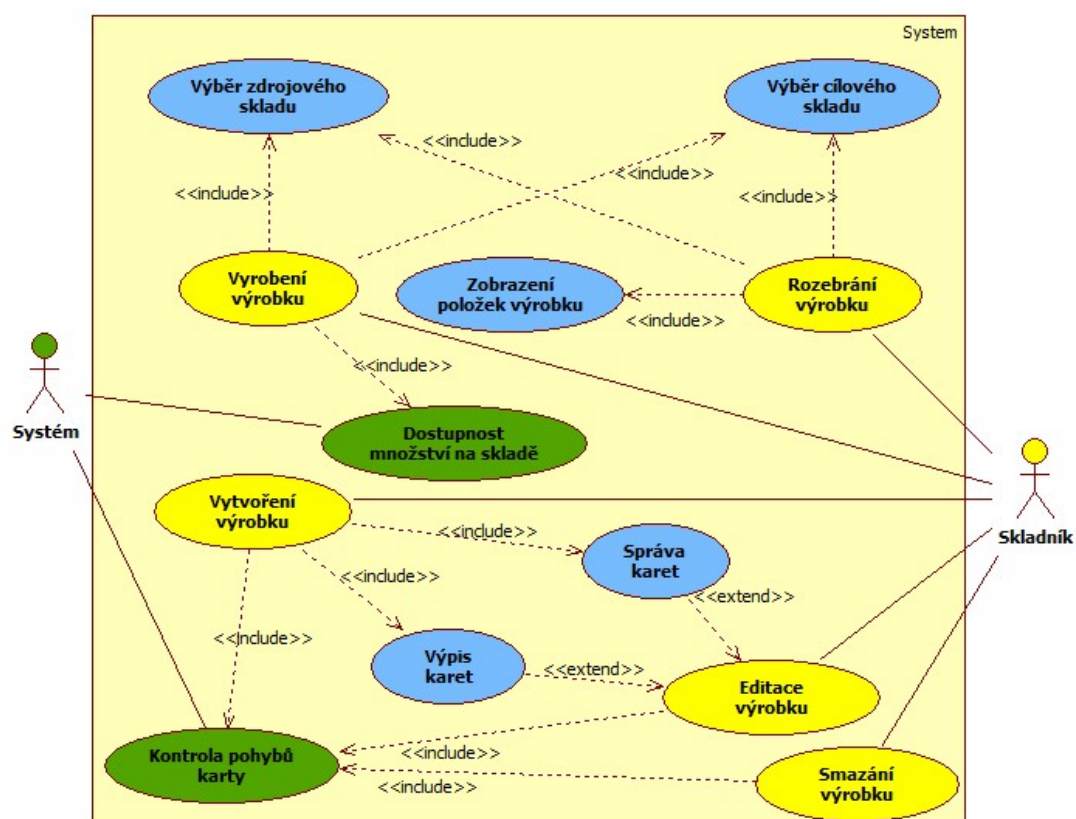 System
Výběr zdrojového
skladu
Výběr cílového
skladu
<<include>>
<<include>>
<<include>>
<<include>>
Vyrobení
výrobku
Zobrazení
položek výrobku
Rozebrání
výrobku
<<include>>
<<include>>
Systém
Dostupnost
množství na skladě
Vytvoření
výrobku
Skladník
<<include>>
Správa
karet
<<include>>
<<extend>>
<<include>>
Výpis
karet
<<extend>>
Editace
výrobku
Kontrola pohybů
karty
<<include>>
<<include>>
Smazání
výrobku